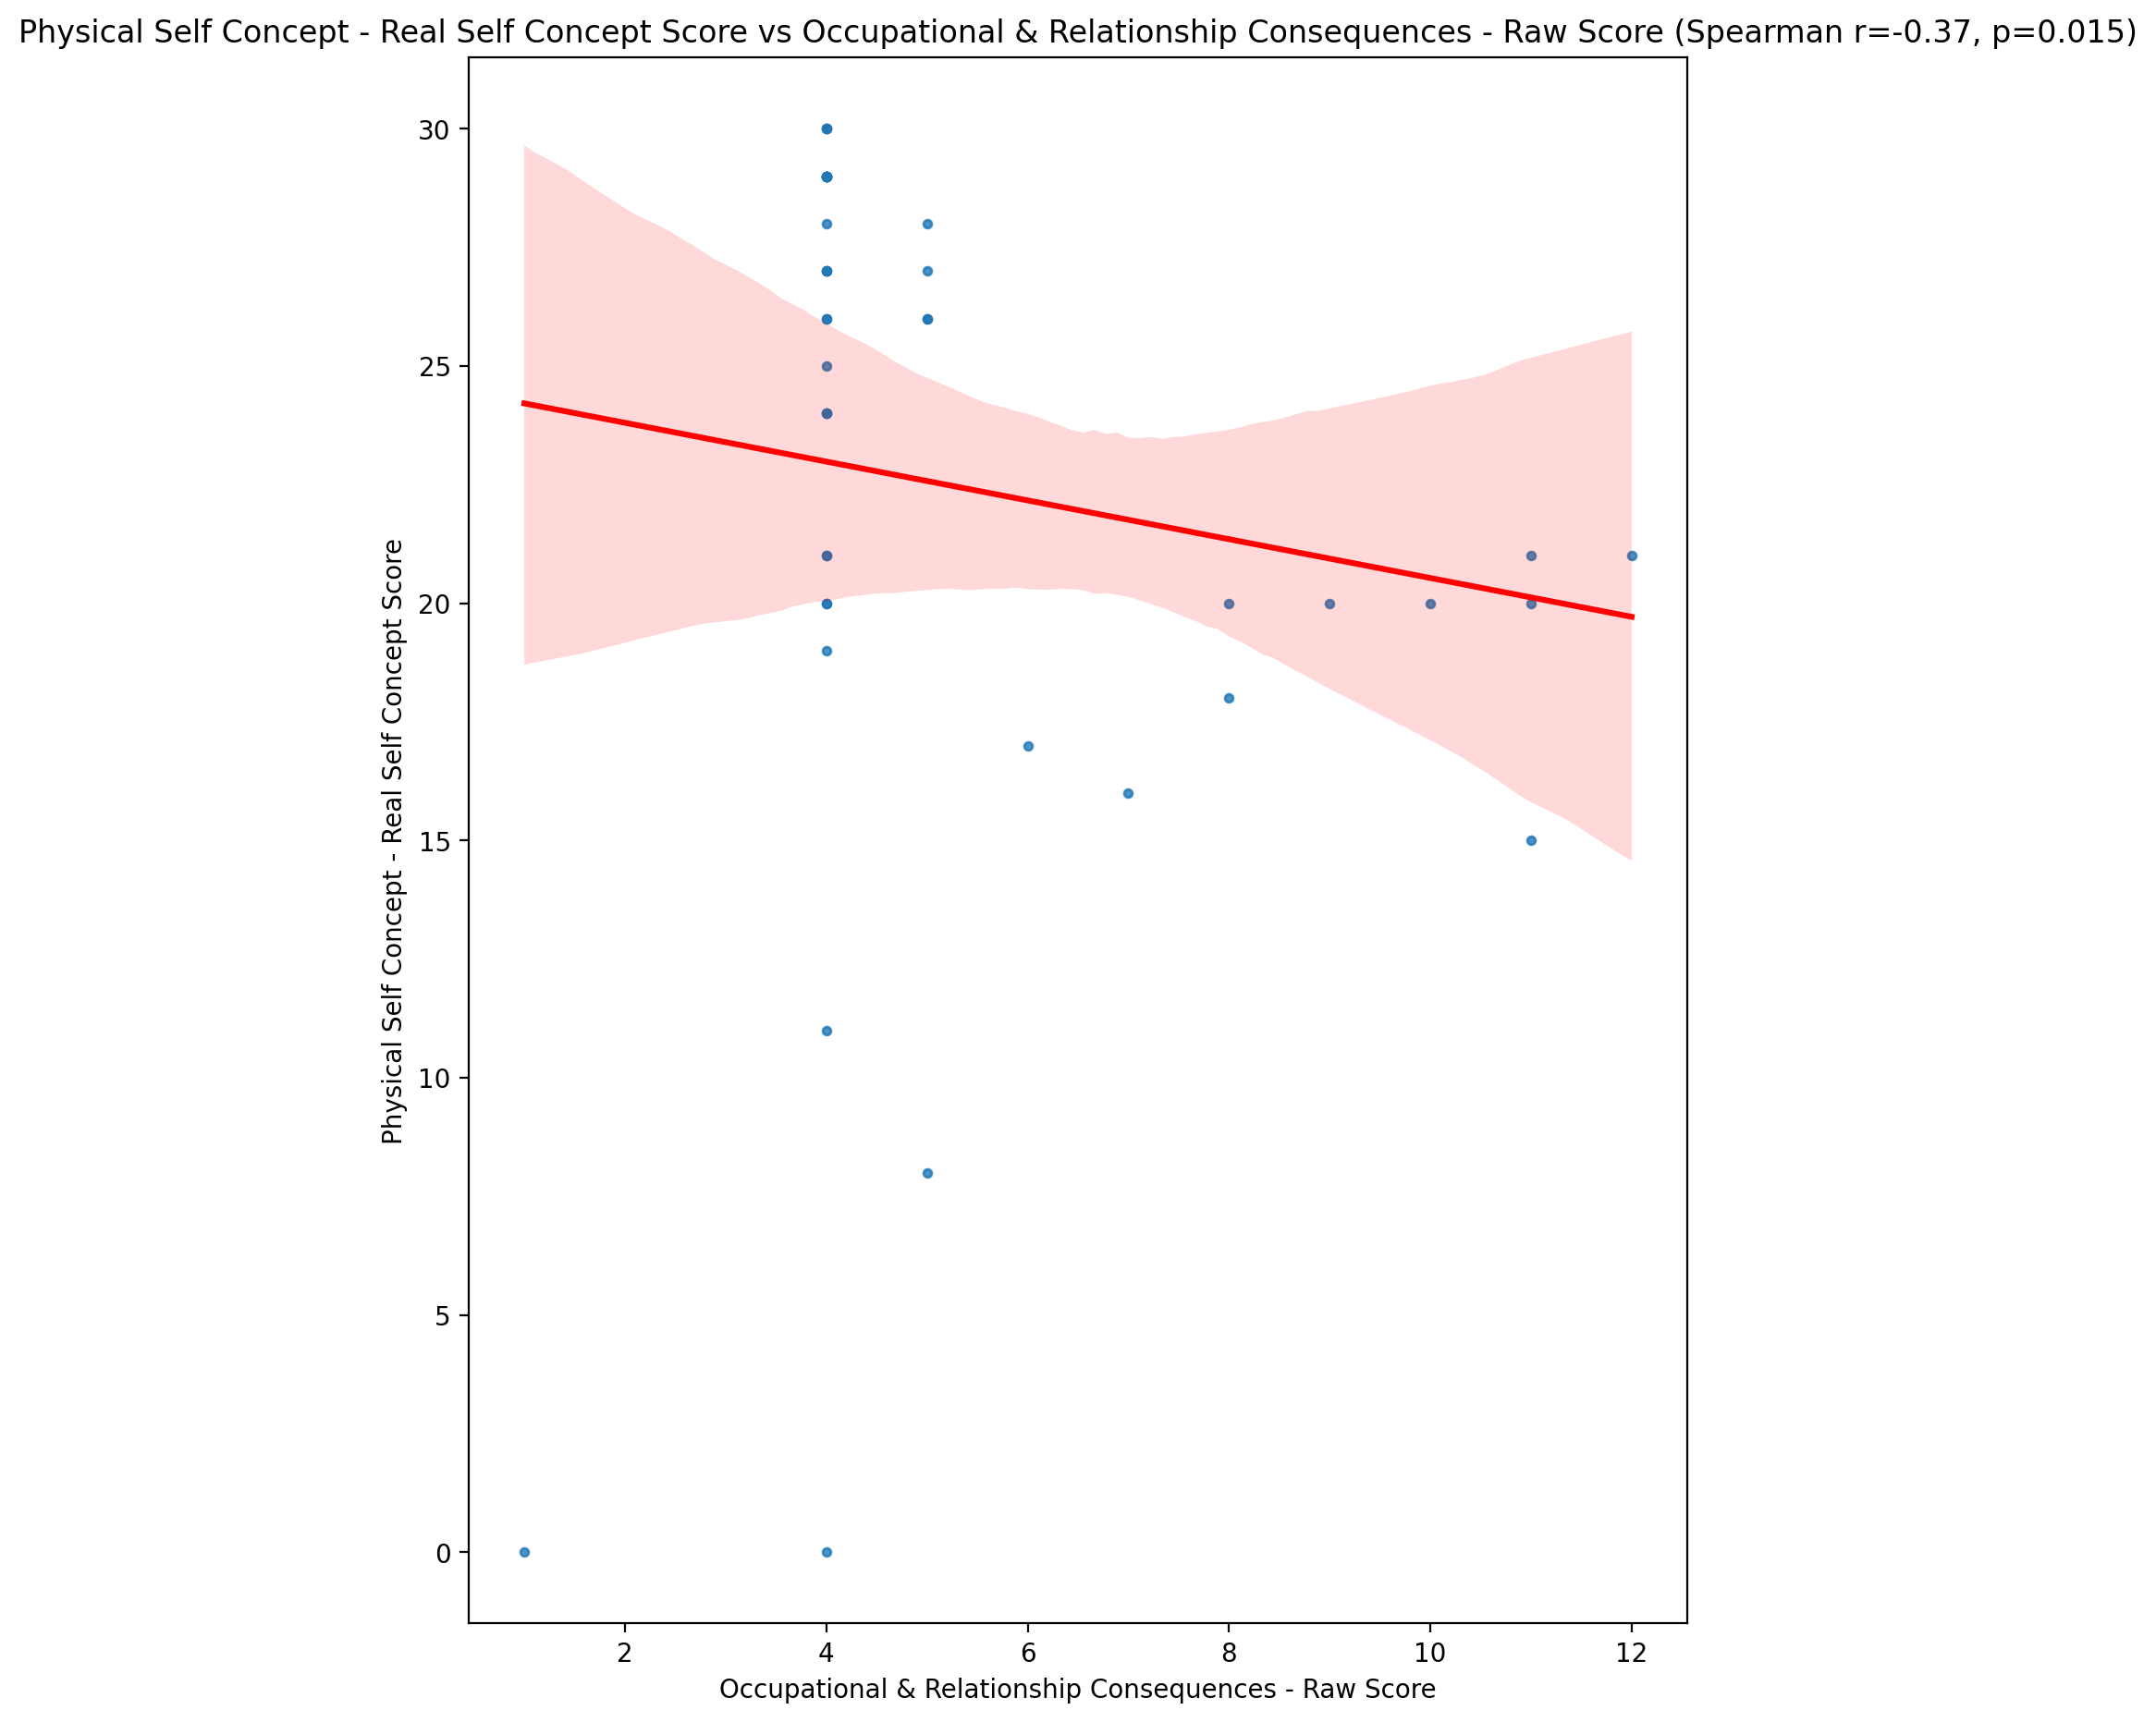 Physical Self Concept - Real Self Concept Score vs Occupational & Relationship Consequences - Raw Score (Spearman r=-0.37, p=0.015)
30
25
20
15
10
5
0
Physical Self Concept - Real Self Concept Score
2 4 6 8 10 12
Occupational & Relationship Consequences - Raw Score